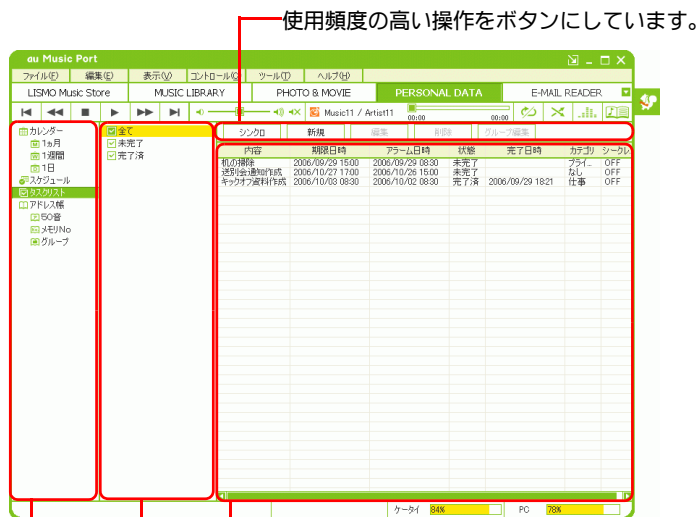 使用頻度の高い操作をボタンにしています。
au Music Port
ファイル(F) 編集(E) 表示(V) コントロール(C) ツール(T) ヘルプ(H)
LISMO Music Store MUSIC LIBRARY PHOTO & MOVIE PERSONAL DATA E-MAIL READER
Music11 / Artist11 00:00 00:00
カレンダー
1ヵ月
1週間
1日
スケジュール
タスクリスト
アドレス帳
50音
メモリNo
グループ
全て
未完了
完了済
シンクロ 新規 編集 削除 グループ編集
内容 期限日時 アラーム日時 状態 完了日時 カテゴリ シークレ
机の掃除 2006/09/29 15:00 2006/09/29 08:30 未完了 プライ... OFF
送別会通知作成 2006/10/27 17:00 2006/10/26 15:00 未完了 なし OFF
キックオフ資料作成 2006/10/03 08:30 2006/10/02 08:30 完了済 2006/09/29 18:21 仕事 OFF
ケータイ 84% PC 78%